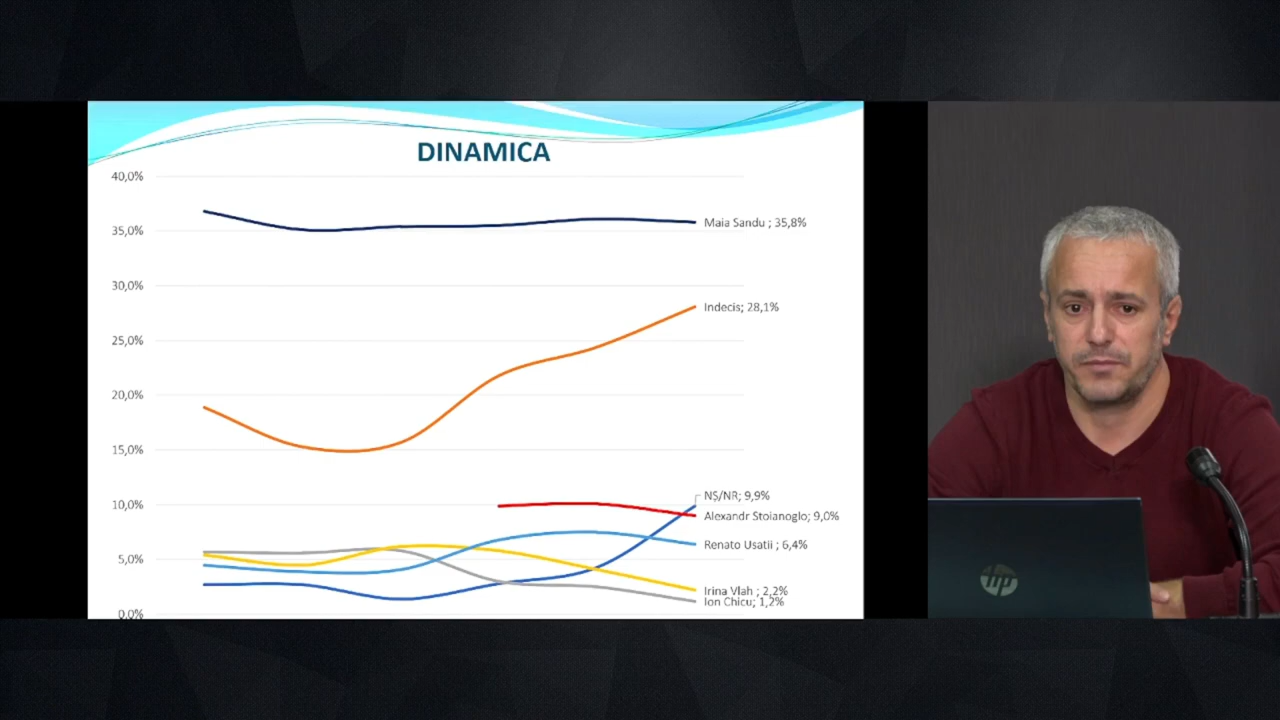 DINAMICA
40,0%
35,0%
30,0%
25,0%
20,0%
15,0%
10,0%
5,0%
0,0%
Maia Sandu ; 35,8%
Indecis; 28,1%
NȘ/NR; 9,9%
Alexandr Stoianoglo; 9,0%
Renato Usatii ; 6,4%
Irina Vlah ; 2,2%
Ion Chicu; 1,2%
hp